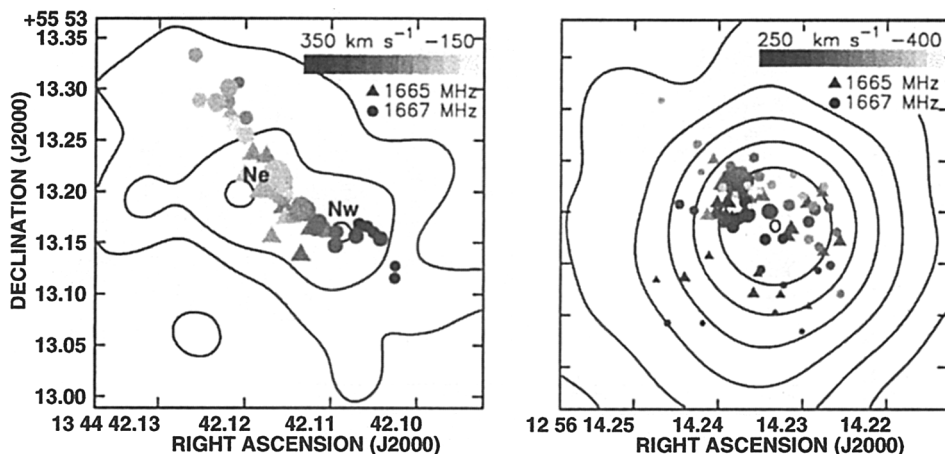 +55 53
13.35
13.30
13.25
13.20
13.15
13.10
13.05
13.00
DECLINATION (J2000)
350 km s⁻¹ -150
▲ 1665 MHz
● 1667 MHz
Ne
Nw
13 44 42.13 42.12 42.11 42.10
RIGHT ASCENSION (J2000)
250 km s⁻¹ -400
▲ 1665 MHz
● 1667 MHz
12 56 14.25 14.24 14.23 14.22
RIGHT ASCENSION (J2000)